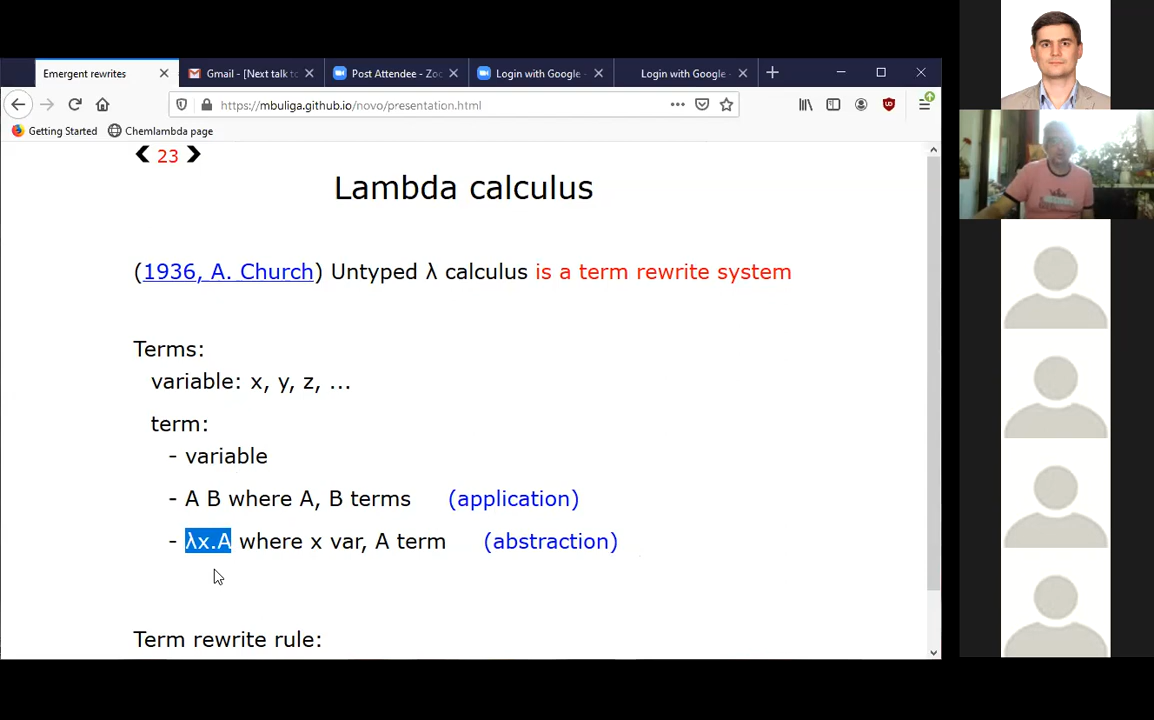 Emergent rewrites
Gmail - [Next talk to
Post Attendee - Zoo
Login with Google -
Login with Google -
https://mbuliga.github.io/novo/presentation.html
Getting Started
Chemlambda page
23
Lambda calculus
(1936, A. Church) Untyped λ calculus is a term rewrite system
Terms:
variable: x, y, z, ...
term:
- variable
- A B where A, B terms (application)
- λx.A where x var, A term (abstraction)
Term rewrite rule: